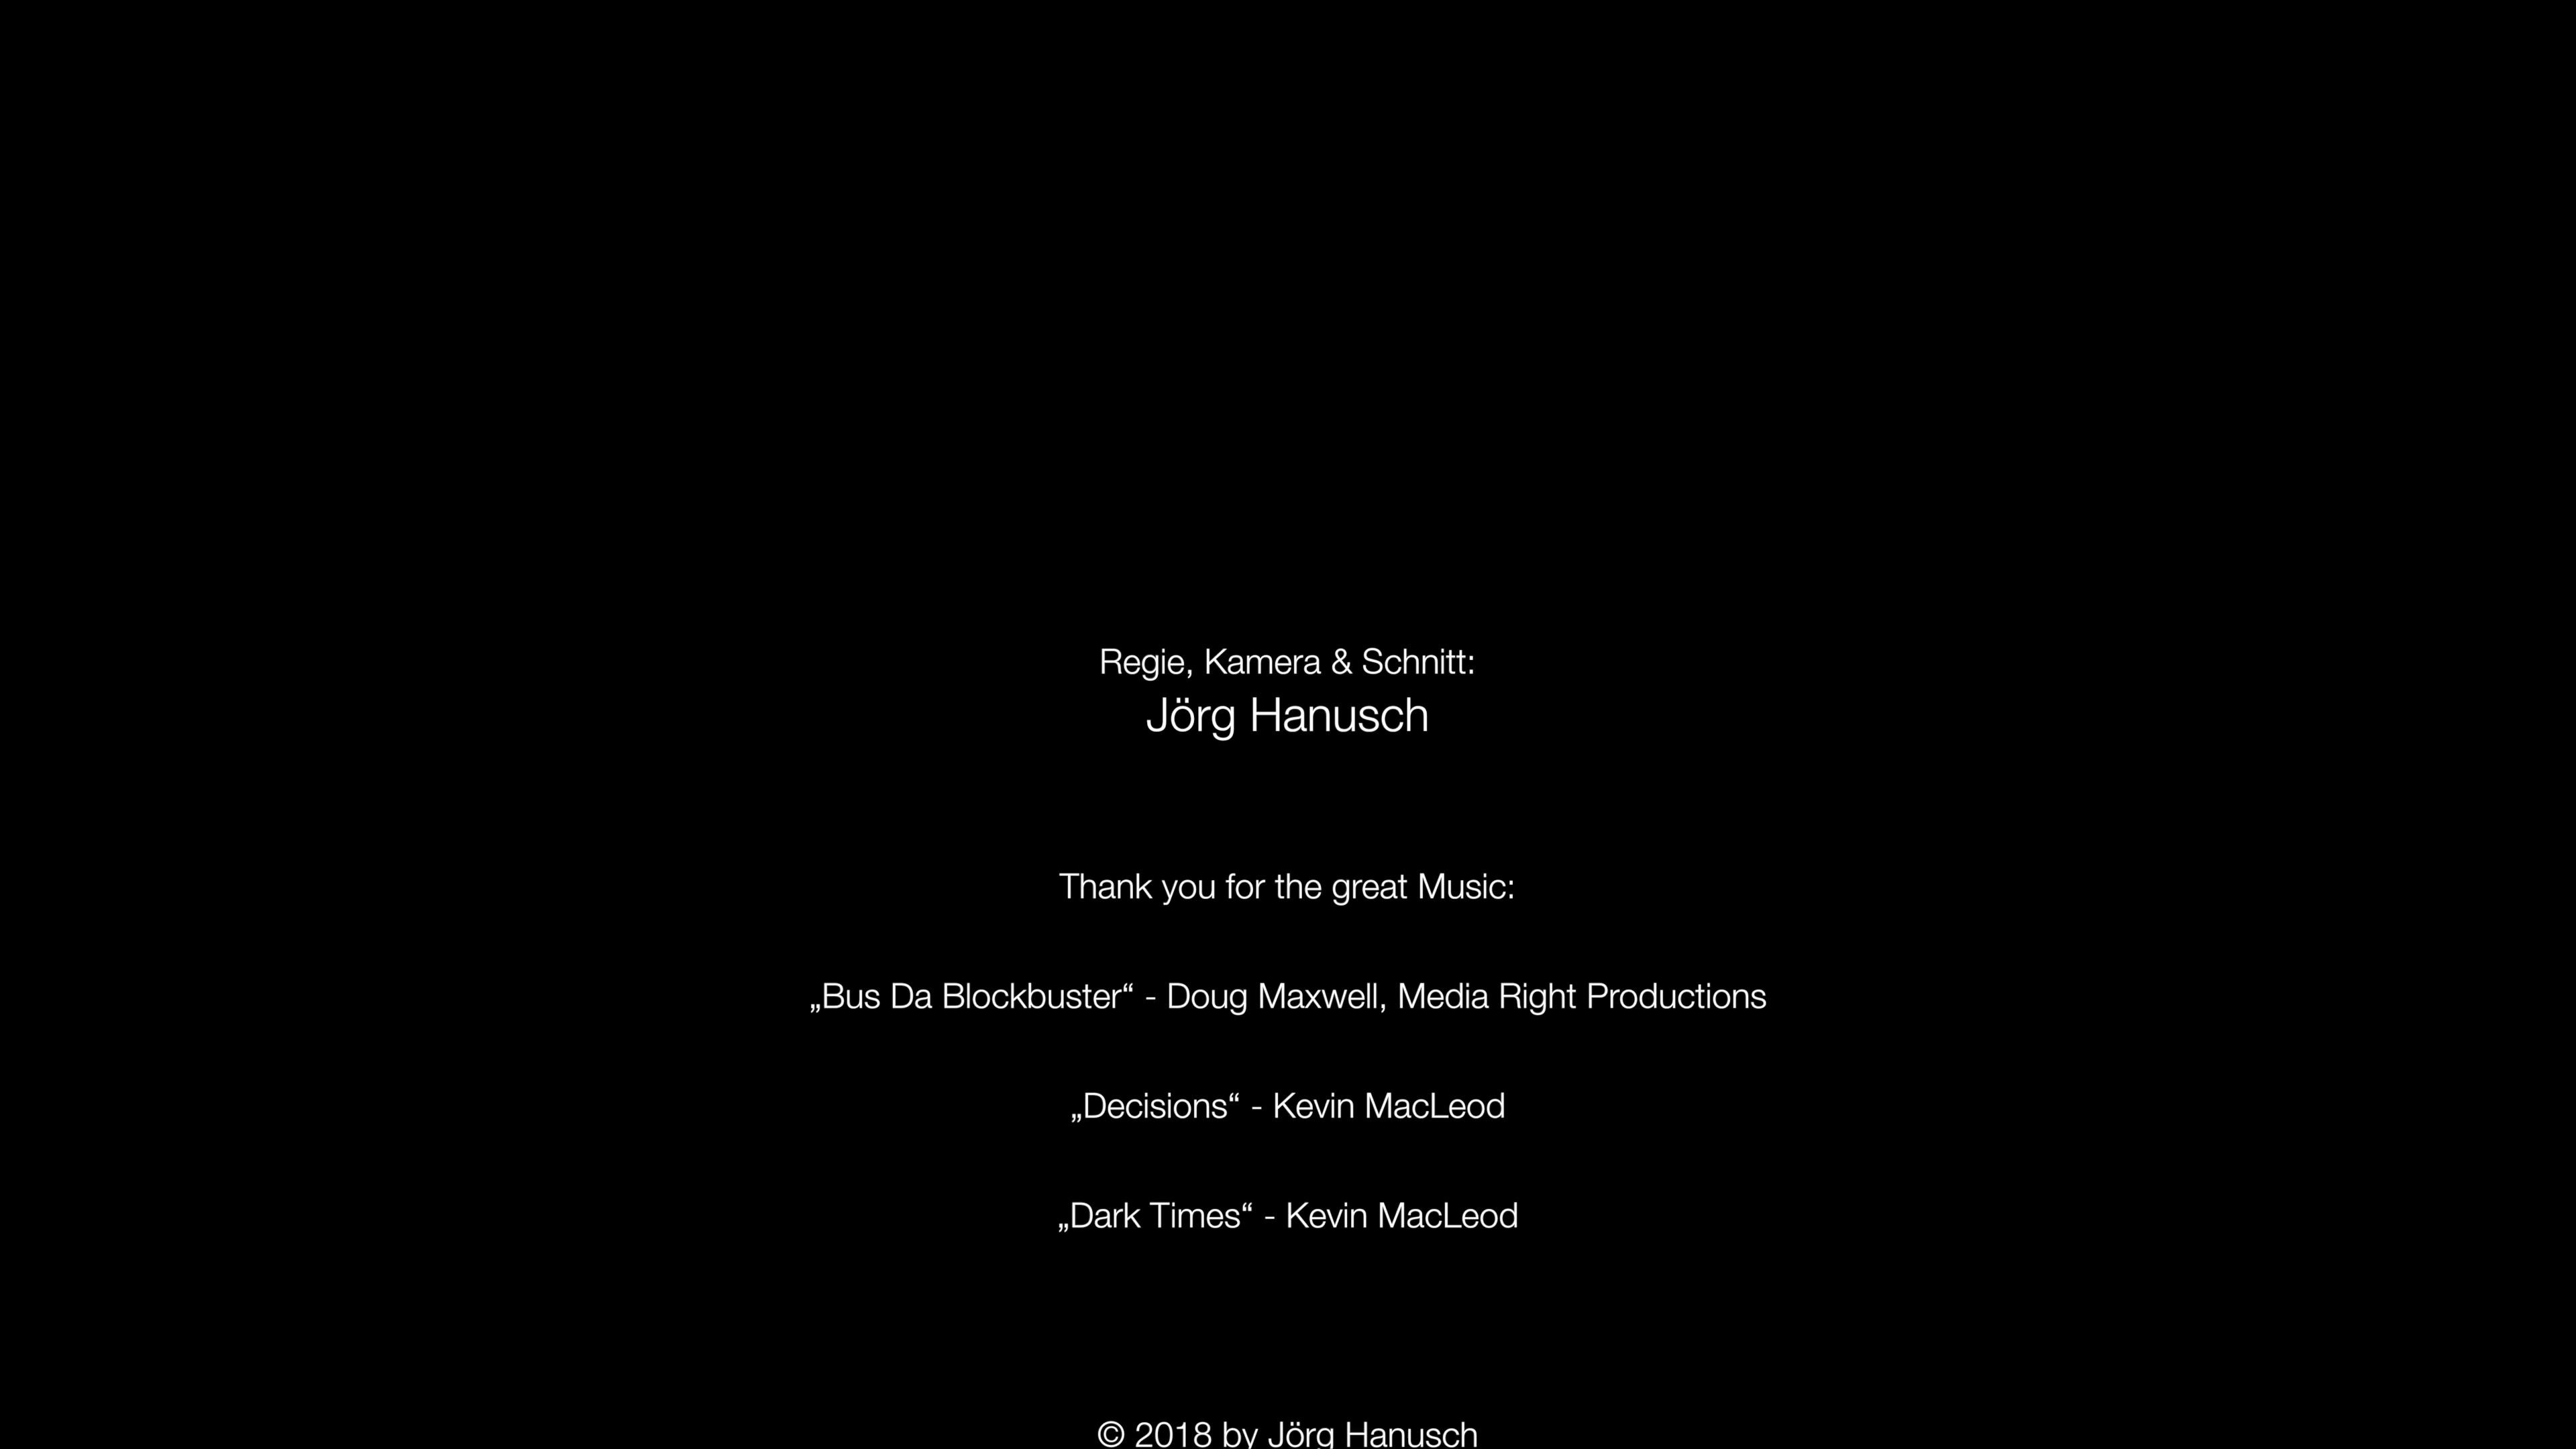 Regie, Kamera & Schnitt:
Jörg Hanusch
Thank you for the great Music:
„Bus Da Blockbuster“ - Doug Maxwell, Media Right Productions
„Decisions“ - Kevin MacLeod
„Dark Times“ - Kevin MacLeod
© 2018 by Jörg Hanusch